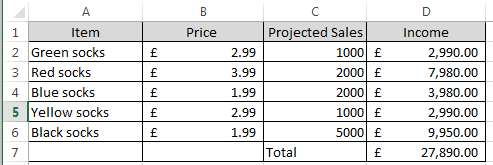 A B C D
1 Item Price Projected Sales Income
2 Green socks £ 2.99 1000 £ 2,990.00
3 Red socks £ 3.99 2000 £ 7,980.00
4 Blue socks £ 1.99 2000 £ 3,980.00
5 Yellow socks £ 2.99 1000 £ 2,990.00
6 Black socks £ 1.99 5000 £ 9,950.00
7 Total £ 27,890.00